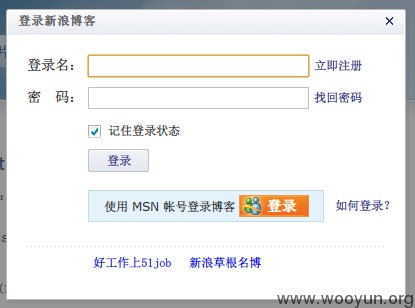 登录新浪博客
登录名： 立即注册
密 码： 找回密码
记住登录状态
登录
使用 MSN 帐号登录博客 登录 如何登录?
好工作上51job 新浪草根名博
www.wooyun.org